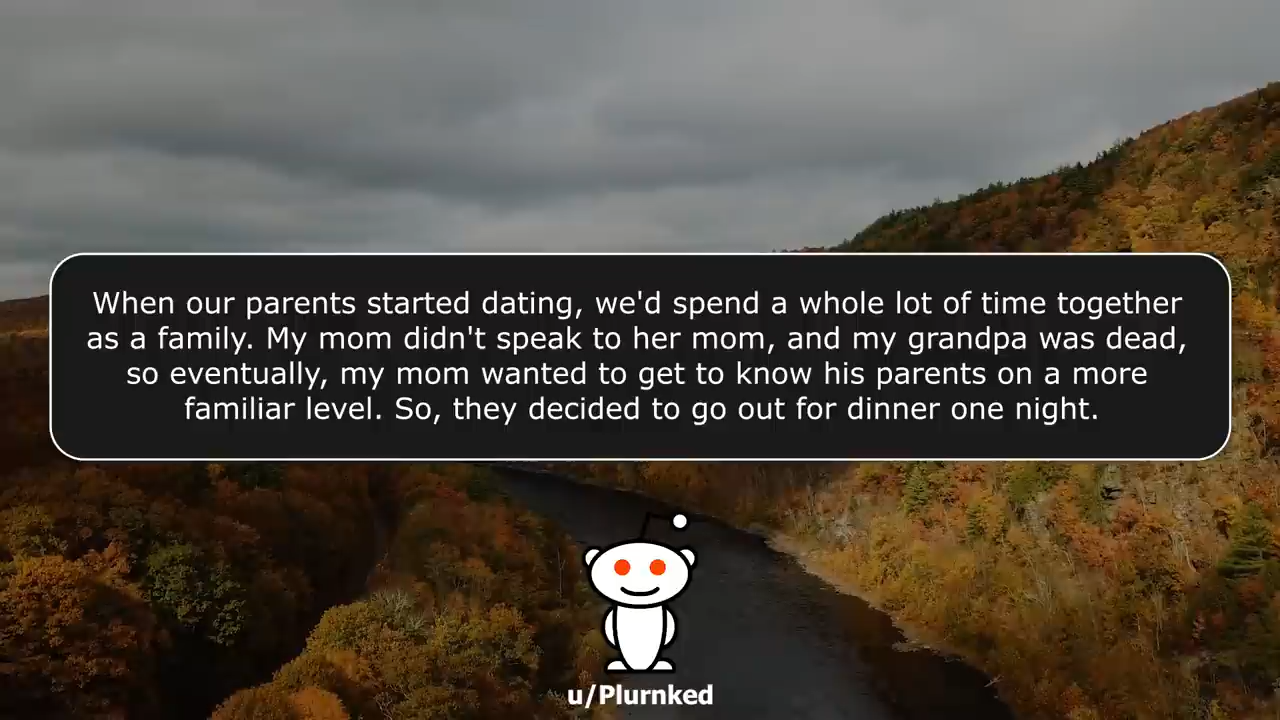 When our parents started dating, we'd spend a whole lot of time together
as a family. My mom didn't speak to her mom, and my grandpa was dead,
so eventually, my mom wanted to get to know his parents on a more
familiar level. So, they decided to go out for dinner one night.
u/Plurnked